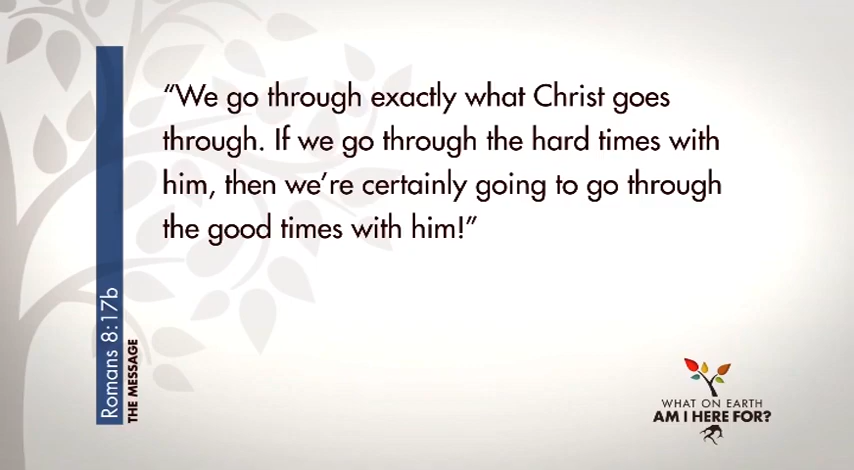 “We go through exactly what Christ goes
through. If we go through the hard times with
him, then we’re certainly going to go through
the good times with him!”
Romans 8:17b
THE MESSAGE
WHAT ON EARTH
AM I HERE FOR?